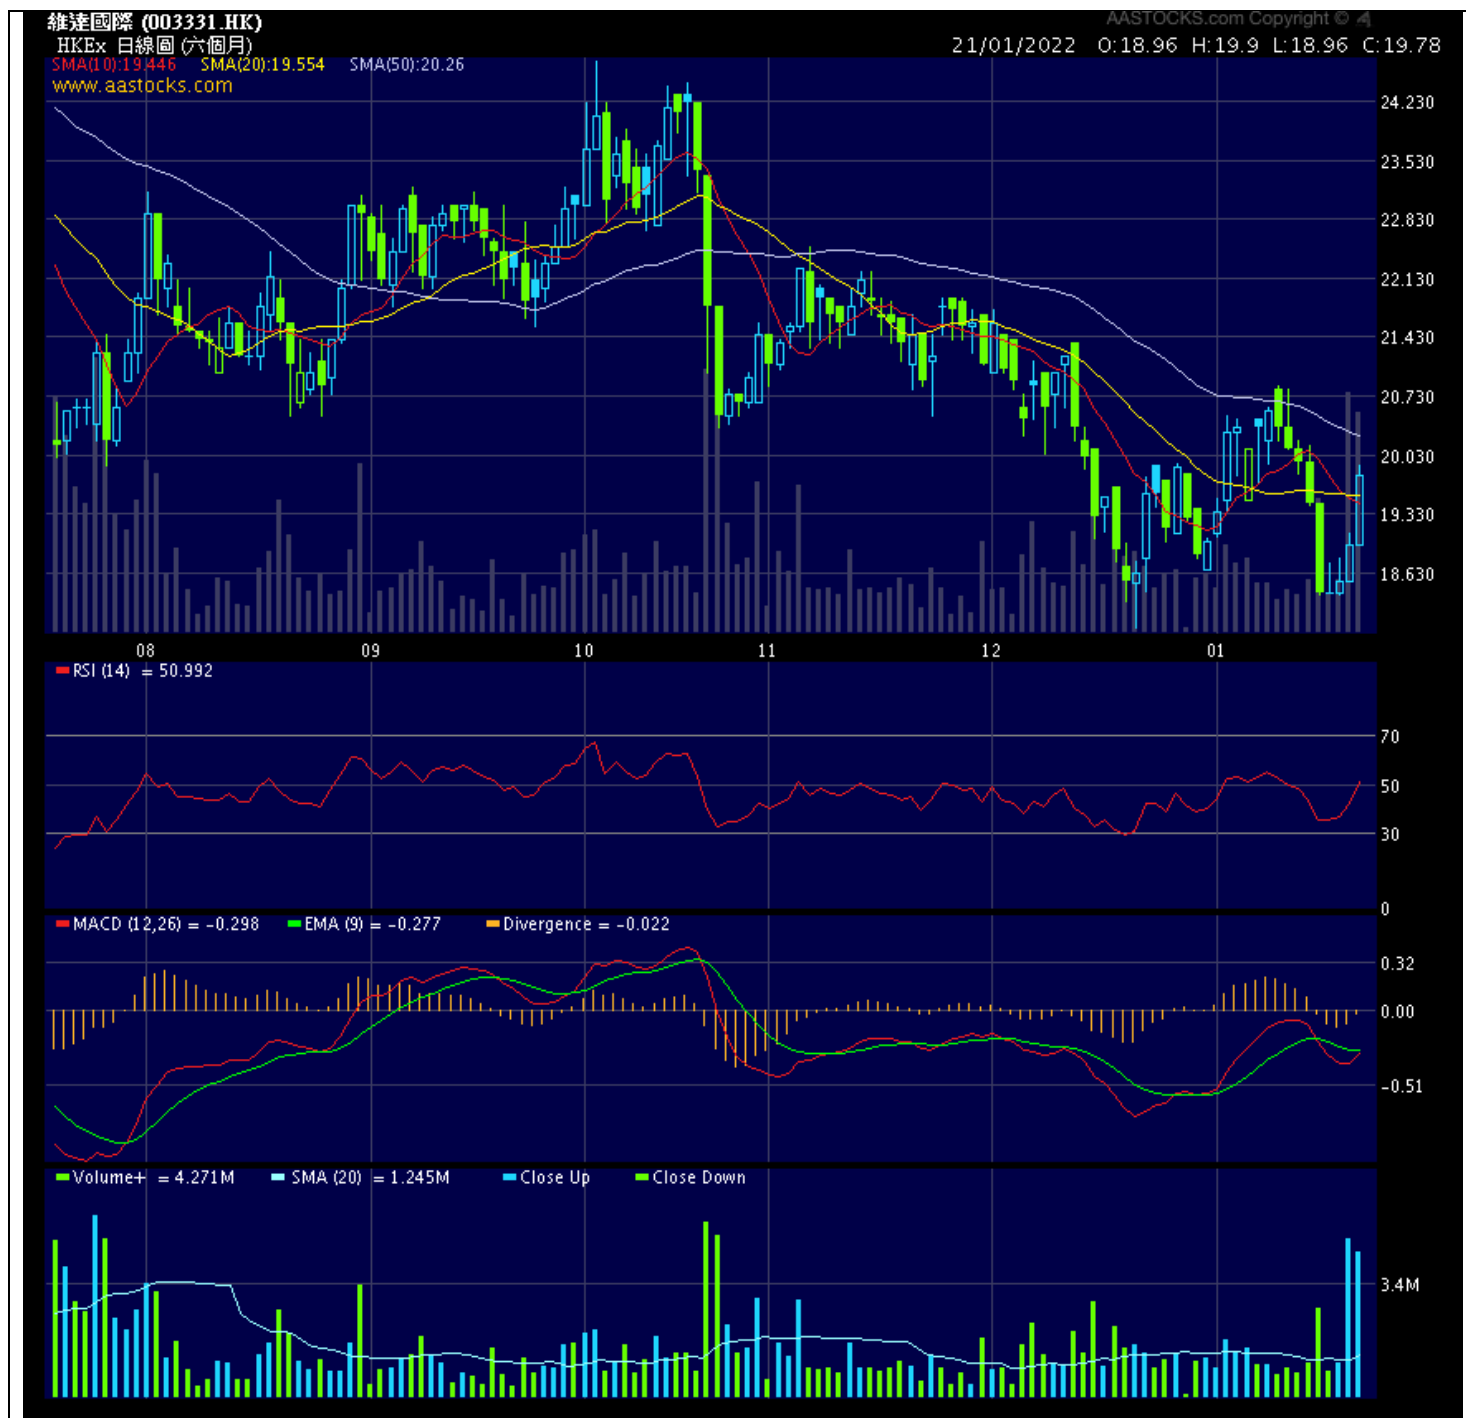 AASTOCKS.com Copyright ©
維達國際 (003331.HK)
HKEx 日線圖 (六個月)
21/01/2022 O:18.96 H:19.9 L:18.96 C:19.78
SMA(10):19.446 SMA(20):19.554 SMA(50):20.26
www.aastocks.com
24.230
23.530
22.830
22.130
21.430
20.730
20.030
19.330
18.630
08 09 10 11 12 01
RSI (14) = 50.992
70
50
30
0
MACD (12,26) = -0.298 EMA (9) = -0.277 Divergence = -0.022
0.32
0.00
-0.51
Volume+ = 4.271M SMA (20) = 1.245M Close Up Close Down
3.4M